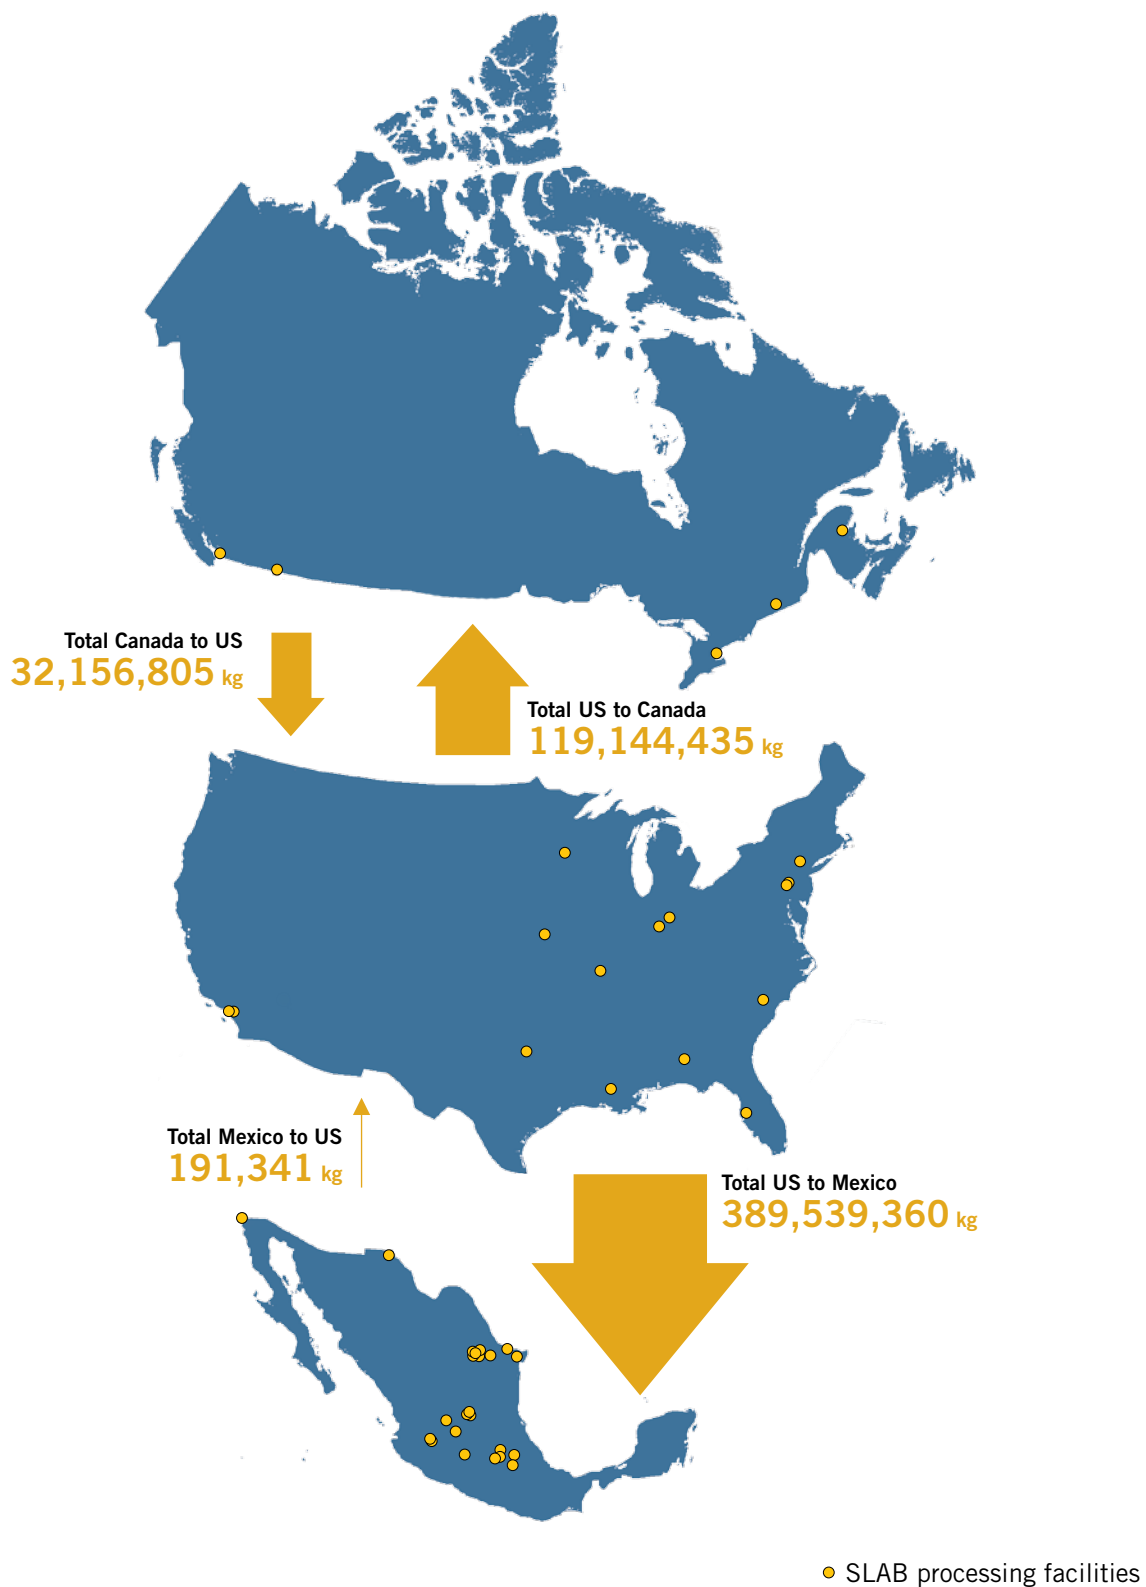 Total Canada to US
32,156,805 kg
Total US to Canada
119,144,435 kg
Total Mexico to US
191,341 kg
Total US to Mexico
389,539,360 kg
SLAB processing facilities